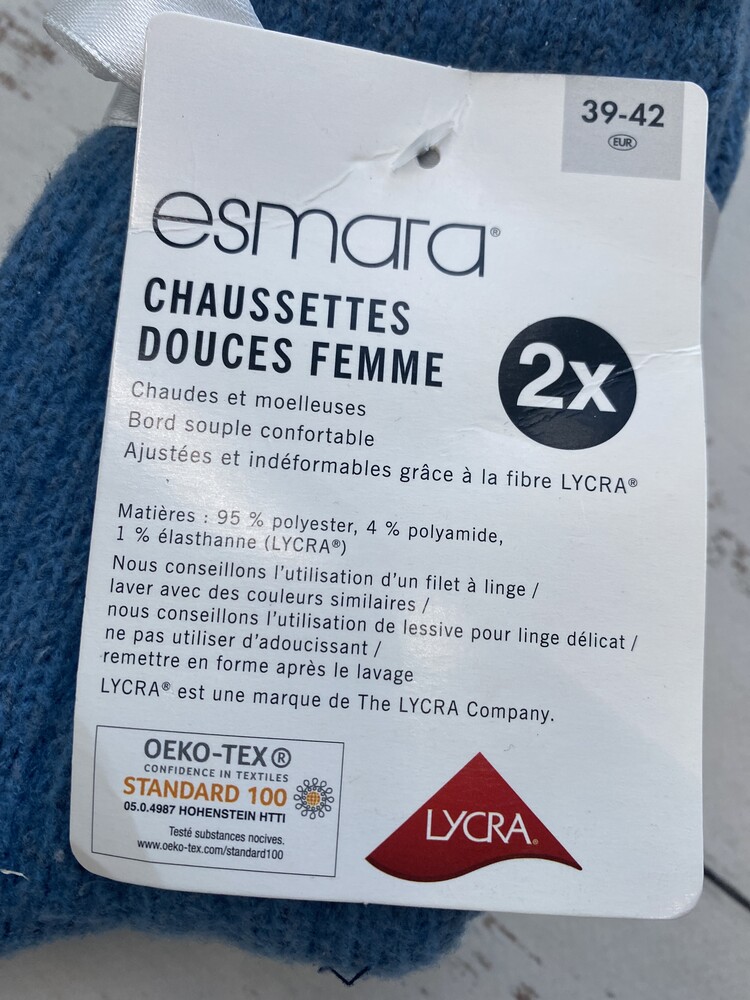 39-42
EUR
esmara®
CHAUSSETTES
DOUCES FEMME
2x
Chaudes et moelleuses
Bord souple confortable
Ajustées et indéformables grâce à la fibre LYCRA®
Matières : 95 % polyester, 4 % polyamide,
1 % élasthanne (LYCRA®)
Nous conseillons l'utilisation d'un filet à linge /
laver avec des couleurs similaires /
nous conseillons l'utilisation de lessive pour linge délicat /
ne pas utiliser d'adoucissant /
remettre en forme après le lavage
LYCRA® est une marque de The LYCRA Company.
OEKO-TEX®
CONFIDENCE IN TEXTILES
STANDARD 100
05.0.4987 HOHENSTEIN HTTI
Testé substances nocives.
www.oeko-tex.com/standard100
LYCRA®